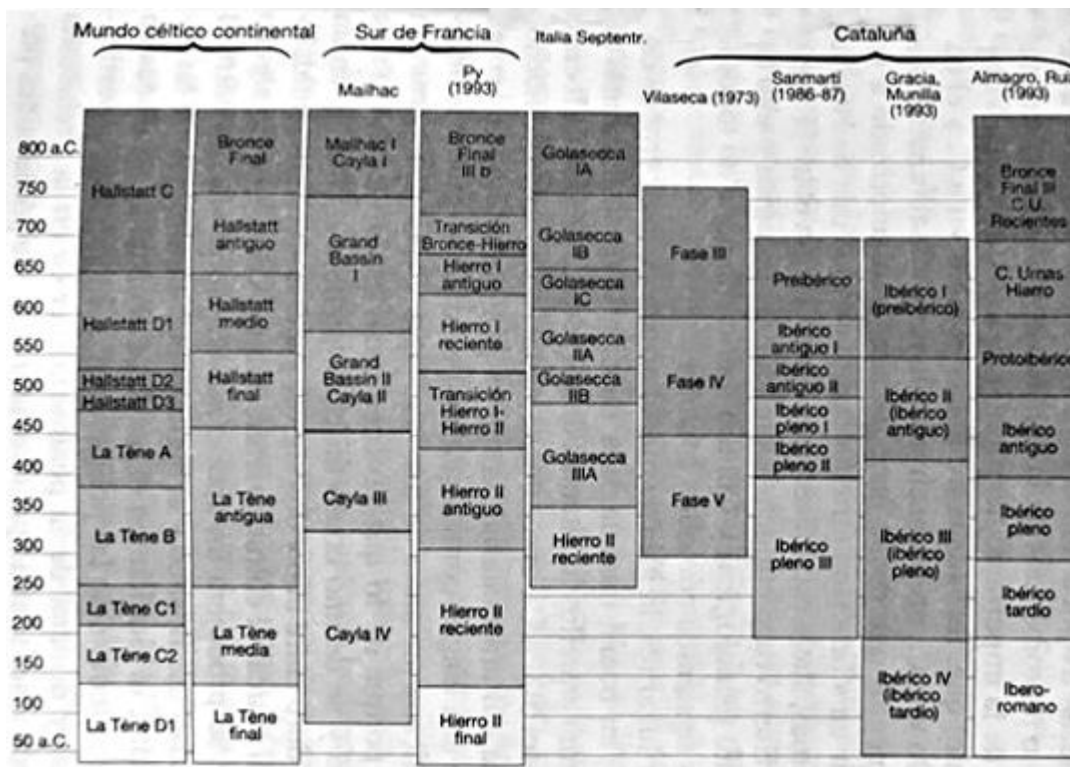 Mundo céltico continental
Sur de Francia
Italia Septentr.
Cataluña
Mailhac
Py
(1993)
Vilaseca (1973)
Sanmartí
(1986-87)
Gracia,
Munilla
(1993)
Almagro, Ruiz
(1993)
800 a.C.
750
700
650
600
550
500
450
400
350
300
250
200
150
100
50 a.C.
Hallstatt C
Hallstatt D1
Hallstatt D2
Hallstatt D3
La Tène A
La Tène B
La Tène C1
La Tène C2
La Tène D1
Bronce
Final
Hallstatt
antiguo
Hallstatt
medio
Hallstatt
final
La Tène
antigua
La Tène
media
La Tène
final
Mailhac I
Cayla I
Grand
Bassin
I
Grand
Bassin II
Cayla II
Cayla III
Cayla IV
Bronce
Final
III b
Transición
Bronce-Hierro
Hierro I
antiguo
Hierro I
reciente
Transición
Hierro I-
Hierro II
Hierro II
antiguo
Hierro II
reciente
Hierro II
final
Golasecca
IA
Golasecca
IB
Golasecca
IC
Golasecca
IIA
Golasecca
IIB
Golasecca
IIIA
Hierro II
reciente
Fase III
Fase IV
Fase V
Preibérico
Ibérico
antiguo I
Ibérico
antiguo II
Ibérico
pleno I
Ibérico
pleno II
Ibérico
pleno III
Ibérico I
(preibérico)
Ibérico II
(ibérico
antiguo)
Ibérico III
(ibérico
pleno)
Ibérico IV
(ibérico
tardío)
Bronce
Final III
C.U.
Recientes
C. Urnas
Hierro
Protoibérico
Ibérico
antiguo
Ibérico
pleno
Ibérico
tardío
Ibero-
romano